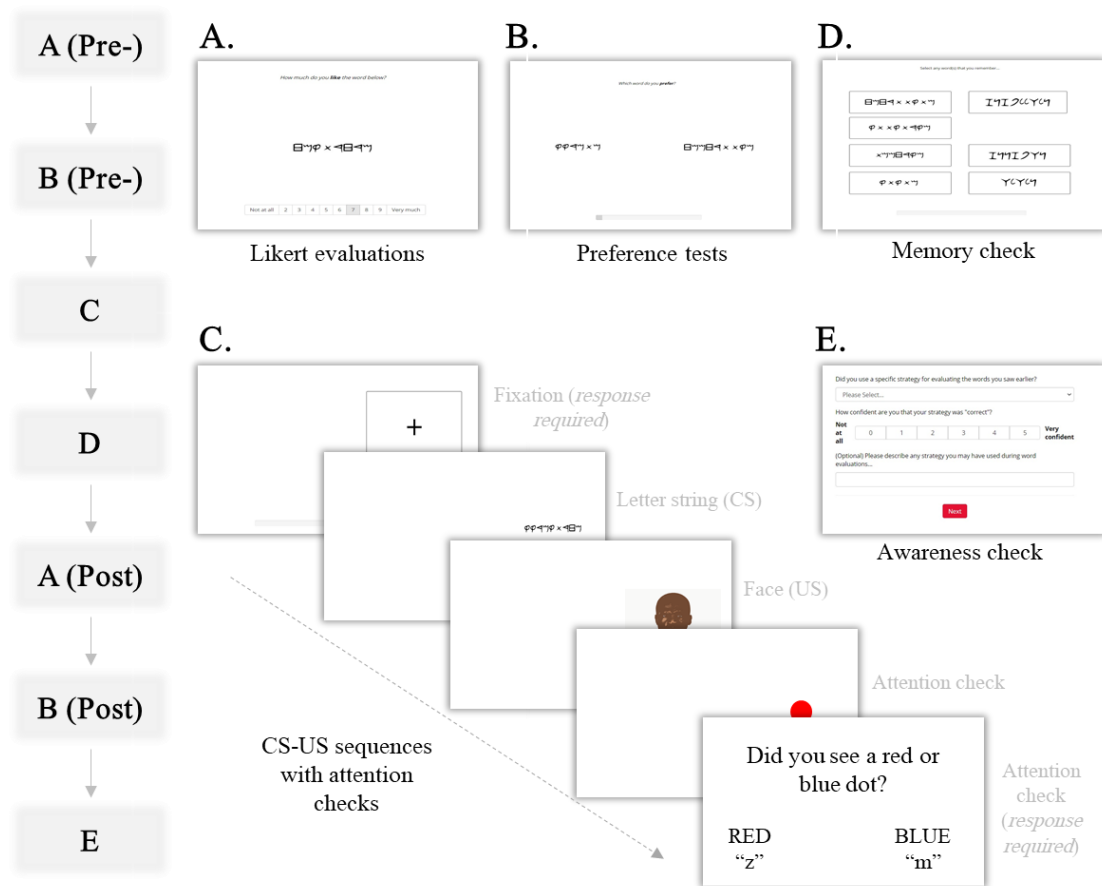 A (Pre-)
B (Pre-)
C
D
A (Post)
B (Post)
E
A.
How much do you like the word below?
Not at all 2 3 4 5 6 7 8 9 Very much
Likert evaluations
B.
Which word do you prefer?
Preference tests
D.
Select any word(s) that you remember...
Memory check
C.
+
Fixation (response
required)
Letter string (CS)
Face (US)
Attention check
Did you see a red or
blue dot?
RED
"z"
BLUE
"m"
Attention
check
(response
required)
CS-US sequences
with attention
checks
E.
Did you use a specific strategy for evaluating the words you saw earlier?
Please Select...
How confident are you that your strategy was "correct"?
Not
at
all
0 1 2 3 4 5
Very
confident
(Optional) Please describe any strategy you may have used during word
evaluations...
Next
Awareness check